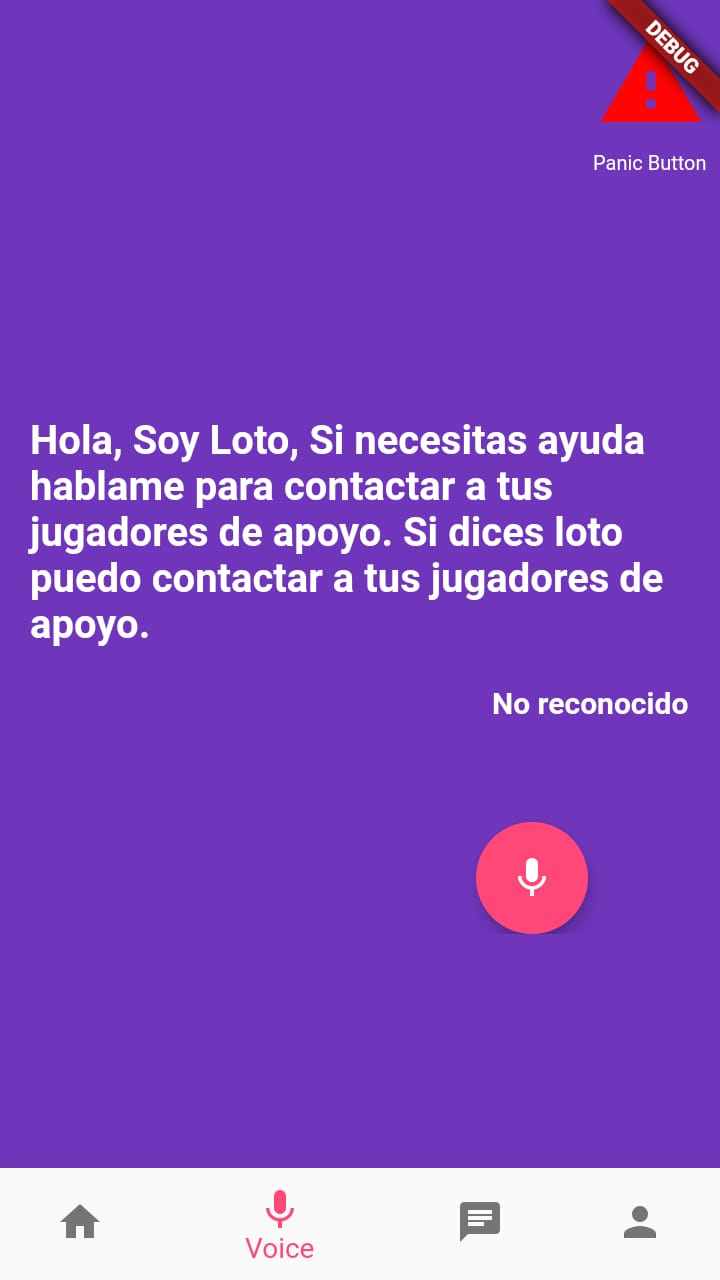 DEBUG
Panic Button
Hola, Soy Loto, Si necesitas ayuda
hablame para contactar a tus
jugadores de apoyo. Si dices loto
puedo contactar a tus jugadores de
apoyo.
No reconocido
Voice